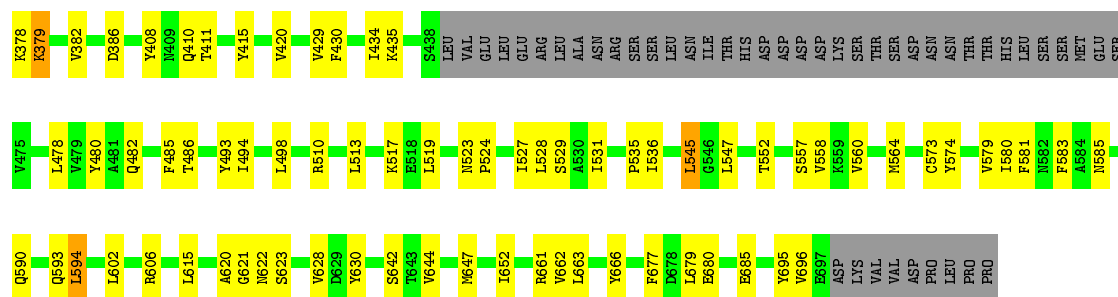 K378 K379 V382 D386 Y408 N409 Q410 T411 Y415 V420 V429 F430 I434 K435 S438 LEU VAL GLU LEU GLU ARG LEU ALA ASN ARG SER SER LEU ASN ILE THR HIS ASP ASP ASP LYS SER THR SER ASP ASN ASN THR THR HIS LEU SER SER MET GLU SER
V475 L478 V479 Y480 A481 Q482 F485 T486 Y493 I494 L498 R510 L513 K517 E518 L519 N523 P524 I527 L528 S529 A530 I531 P535 I536 L545 G546 L547 T552 S557 V558 K559 V560 M564 C573 Y574 V579 I580 F581 N582 F583 A584 N585
Q590 Q593 L594 L602 R606 L615 A620 G621 N622 S623 V628 D629 Y630 S642 T643 V644 M647 I652 R661 V662 L663 Y666 F677 D678 L679 E680 E685 Y695 V696 E697 ASP LYS VAL VAL ASP PRO LEU PRO PRO